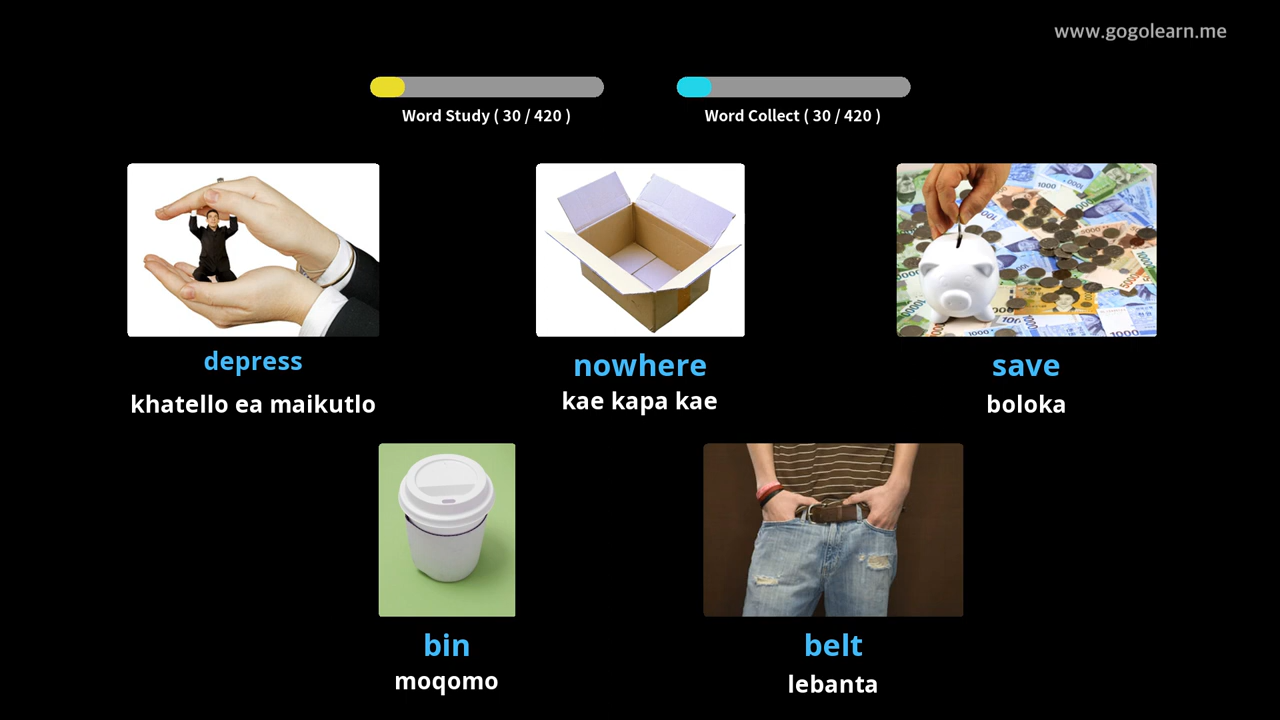 www.gogolearn.me
Word Study ( 30 / 420 )
Word Collect ( 30 / 420 )
depress
khatello ea maikutlo
nowhere
kae kapa kae
save
boloka
bin
moqomo
belt
lebanta